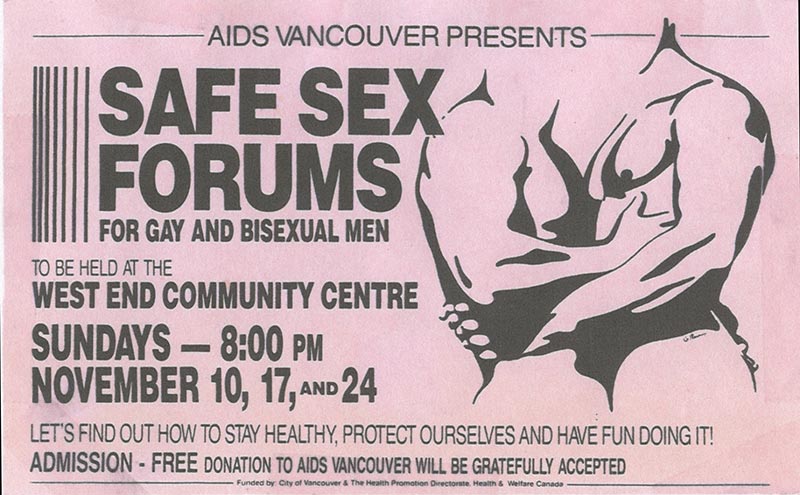 AIDS VANCOUVER PRESENTS
SAFE SEX
FORUMS
FOR GAY AND BISEXUAL MEN
TO BE HELD AT THE
WEST END COMMUNITY CENTRE
SUNDAYS — 8:00 PM
NOVEMBER 10, 17, AND 24
LET'S FIND OUT HOW TO STAY HEALTHY, PROTECT OURSELVES AND HAVE FUN DOING IT!
ADMISSION - FREE DONATION TO AIDS VANCOUVER WILL BE GRATEFULLY ACCEPTED
Funded by: City of Vancouver & The Health Promotion Directorate, Health & Welfare Canada